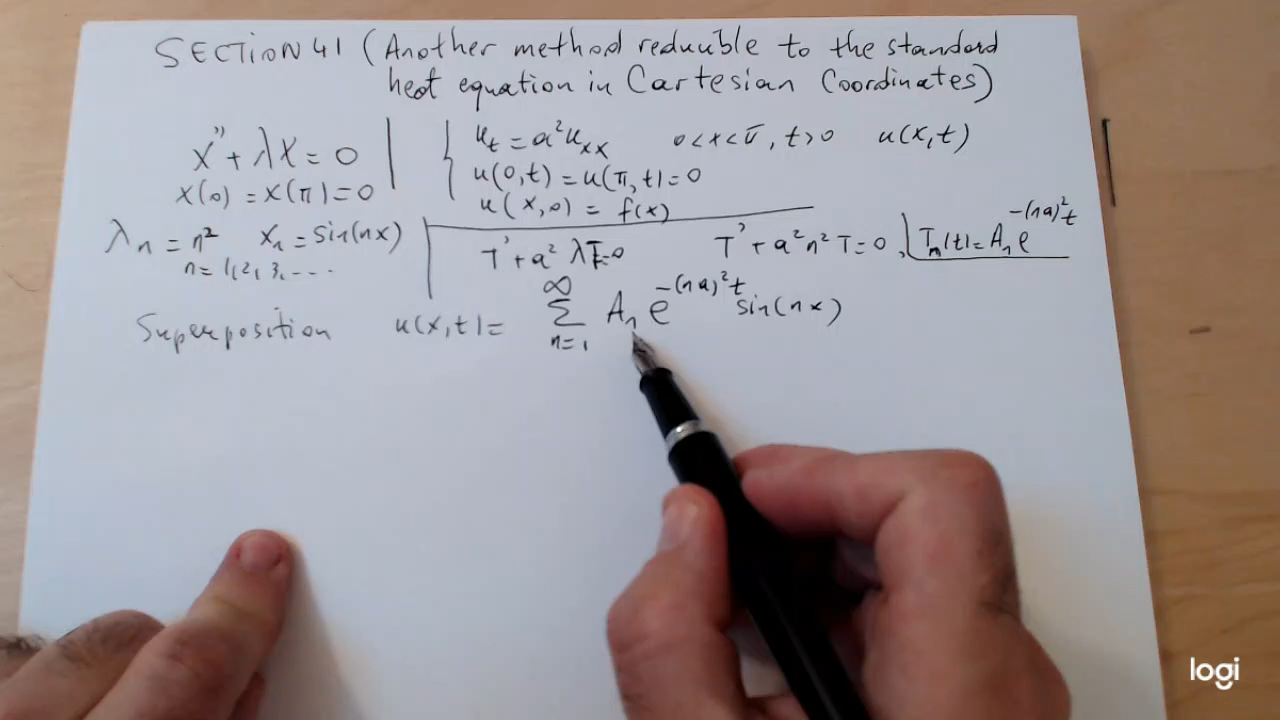 SECTION 41 (Another method reducible to the standard
heat equation in Cartesian Coordinates)
X'' + λX = 0
X(0) = X(π) = 0
u_t = a²u_xx 0<x<π, t>0 u(x,t)
u(0,t) = u(π,t) = 0
u(x,0) = f(x)
λ_n = n² X_n = sin(nx)
n = 1,2,3,...
T' + a²λT = 0 T' + a²n²T = 0, T_n(t) = A_n e^{-(na)²t}
Superposition u(x,t) = ∑_{n=1}^{∞} A_n e^{-(na)²t} sin(nx)
logi